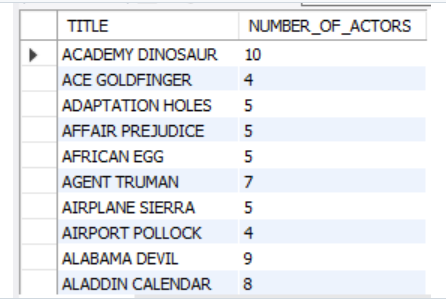 TITLE NUMBER_OF_ACTORS
ACADEMY DINOSAUR 10
ACE GOLDFINGER 4
ADAPTATION HOLES 5
AFFAIR PREJUDICE 5
AFRICAN EGG 5
AGENT TRUMAN 7
AIRPLANE SIERRA 5
AIRPORT POLLOCK 4
ALABAMA DEVIL 9
ALADDIN CALENDAR 8